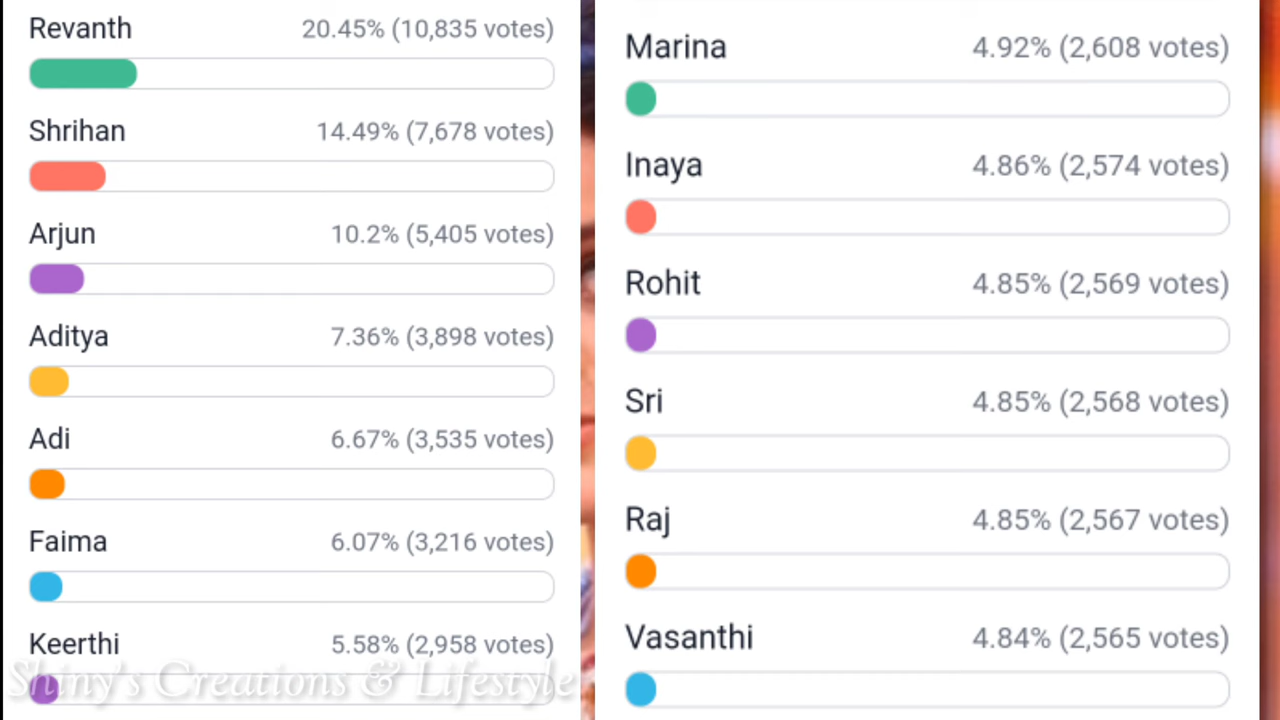 Revanth 20.45% (10,835 votes)
Shrihan 14.49% (7,678 votes)
Arjun 10.2% (5,405 votes)
Aditya 7.36% (3,898 votes)
Adi 6.67% (3,535 votes)
Faima 6.07% (3,216 votes)
Keerthi 5.58% (2,958 votes)
Shiny's Creations & Lifestyle
Marina 4.92% (2,608 votes)
Inaya 4.86% (2,574 votes)
Rohit 4.85% (2,569 votes)
Sri 4.85% (2,568 votes)
Raj 4.85% (2,567 votes)
Vasanthi 4.84% (2,565 votes)